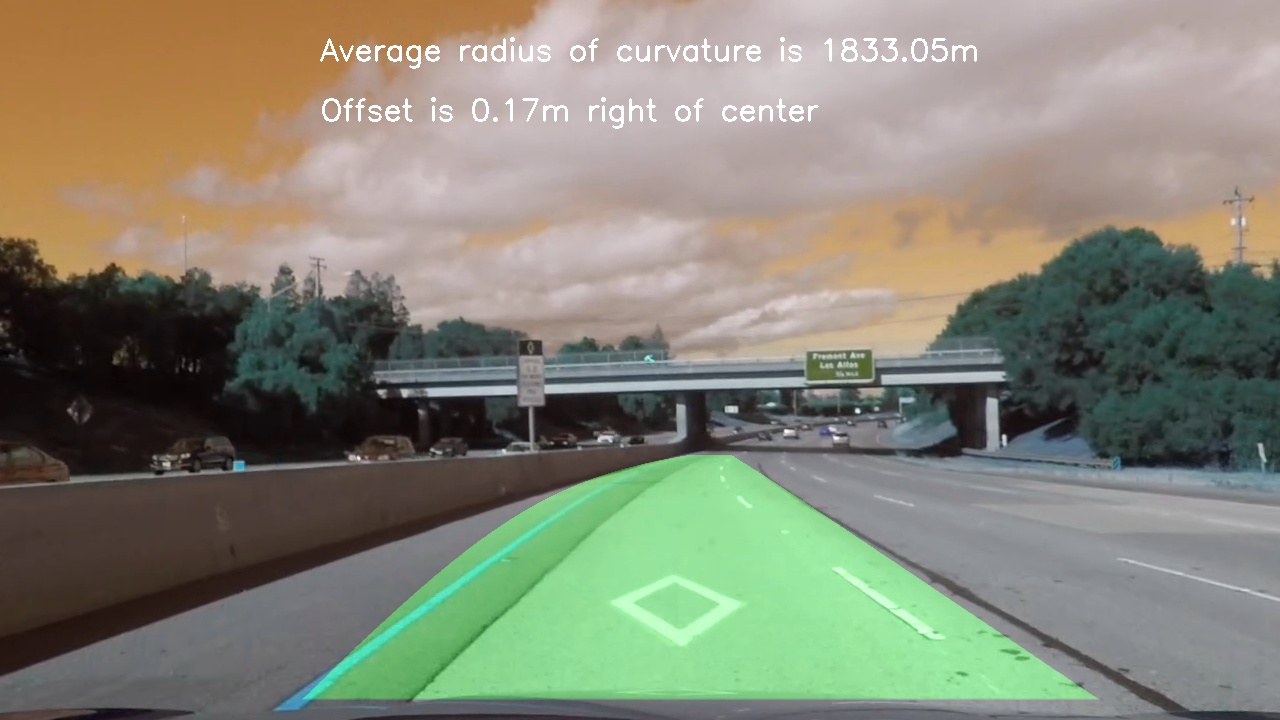 Average radius of curvature is 1833.05m
Offset is 0.17m right of center
Fremont Ave
Los Altos